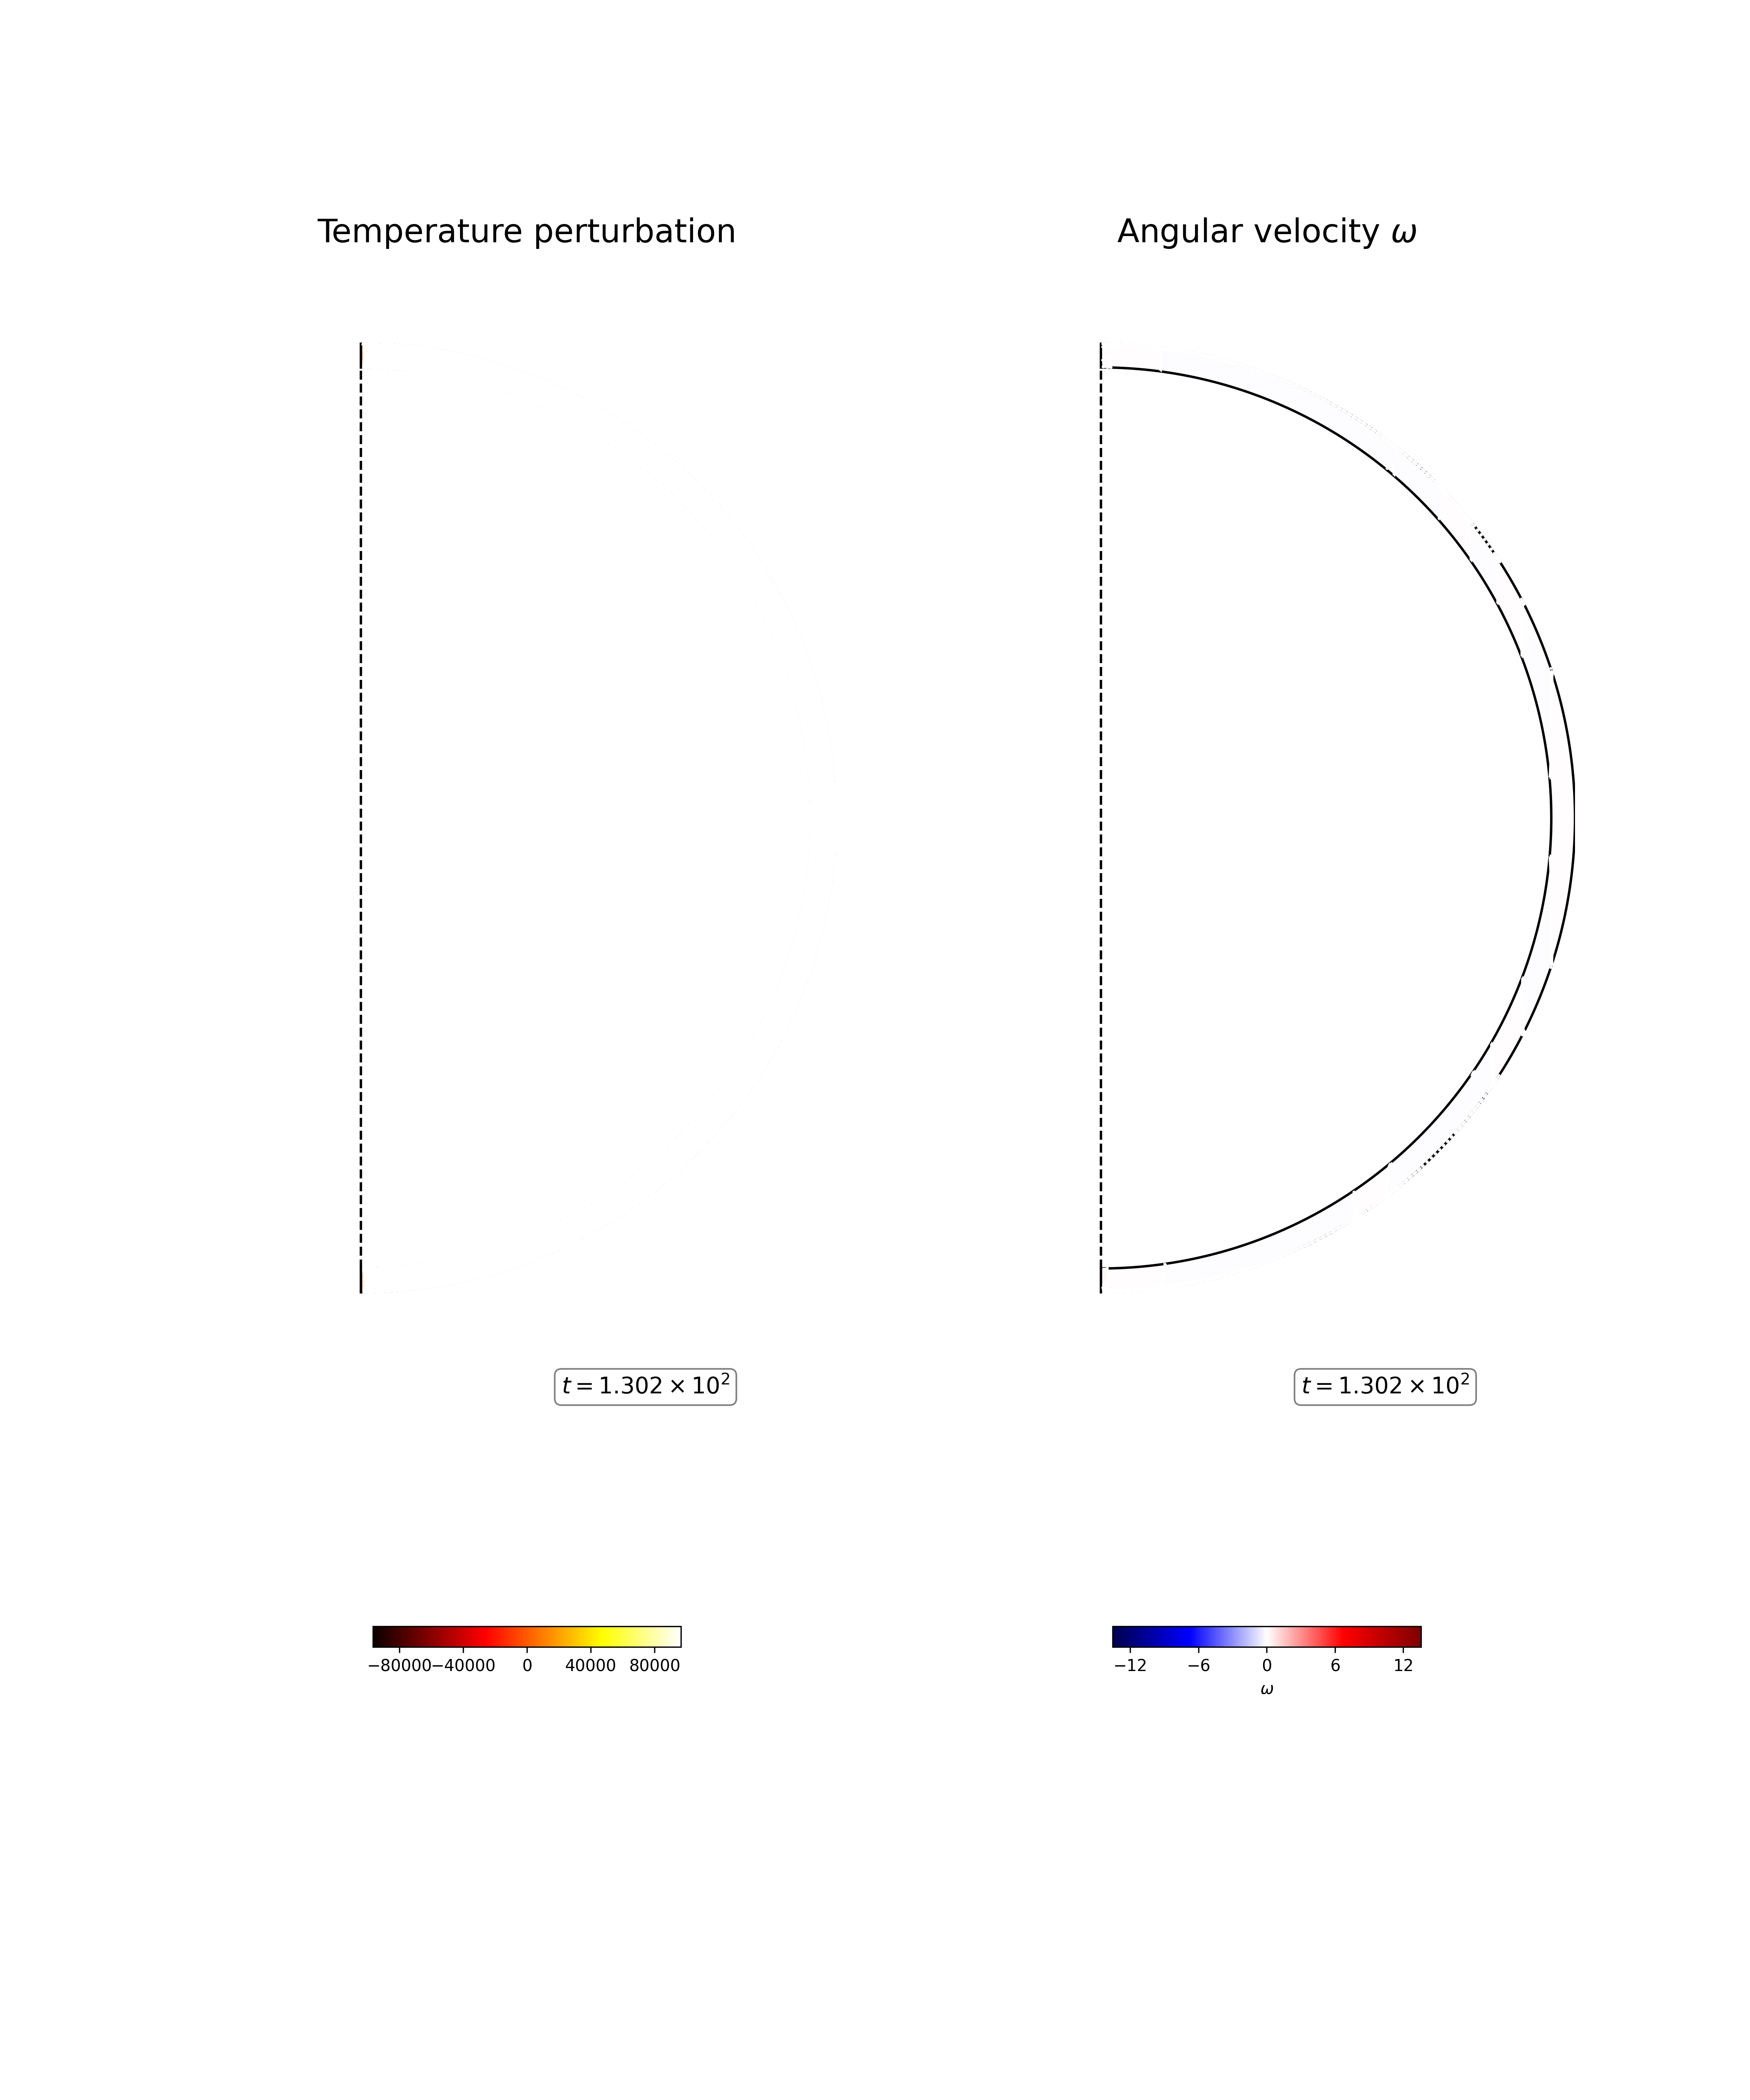 Temperature perturbation
Angular velocity ω
t = 1.302 × 10²
t = 1.302 × 10²
−80000 −40000 0 40000 80000
−12 −6 0 6 12
ω